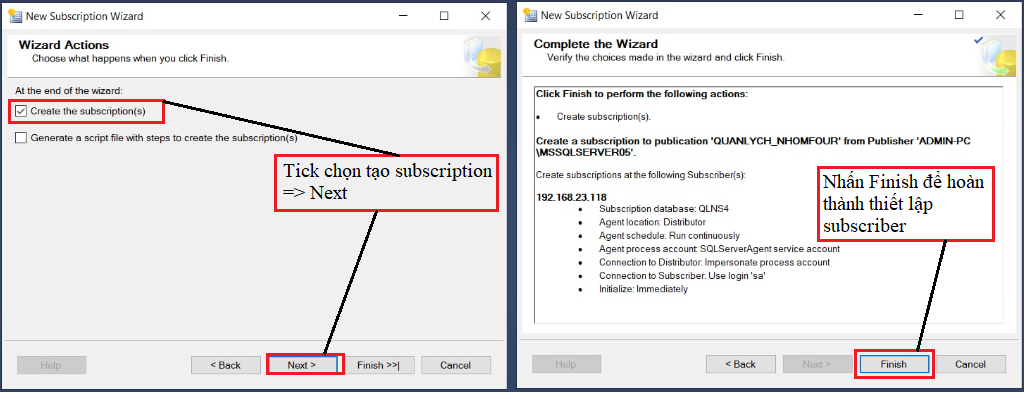 New Subscription Wizard
Wizard Actions
Choose what happens when you click Finish.
At the end of the wizard:
Create the subscription(s)
Generate a script file with steps to create the subscription(s)
Tick chọn tạo subscription
=> Next
Help
< Back
Next >
Finish >>|
Cancel
New Subscription Wizard
Complete the Wizard
Verify the choices made in the wizard and click Finish.
Click Finish to perform the following actions:
• Create subscription(s).
Create a subscription to publication 'QUANLYCH_NHOMFOUR' from Publisher 'ADMIN-PC
\MSSQLSERVER05'.
Create subscriptions at the following Subscriber(s):
192.168.23.118
• Subscription database: QLNS4
• Agent location: Distributor
• Agent schedule: Run continuously
• Agent process account: SQLServerAgent service account
• Connection to Distributor: Impersonate process account
• Connection to Subscriber: Use login 'sa'
• Initialize: Immediately
Nhấn Finish để hoàn
thành thiết lập
subscriber
Help
< Back
Next >
Finish
Cancel